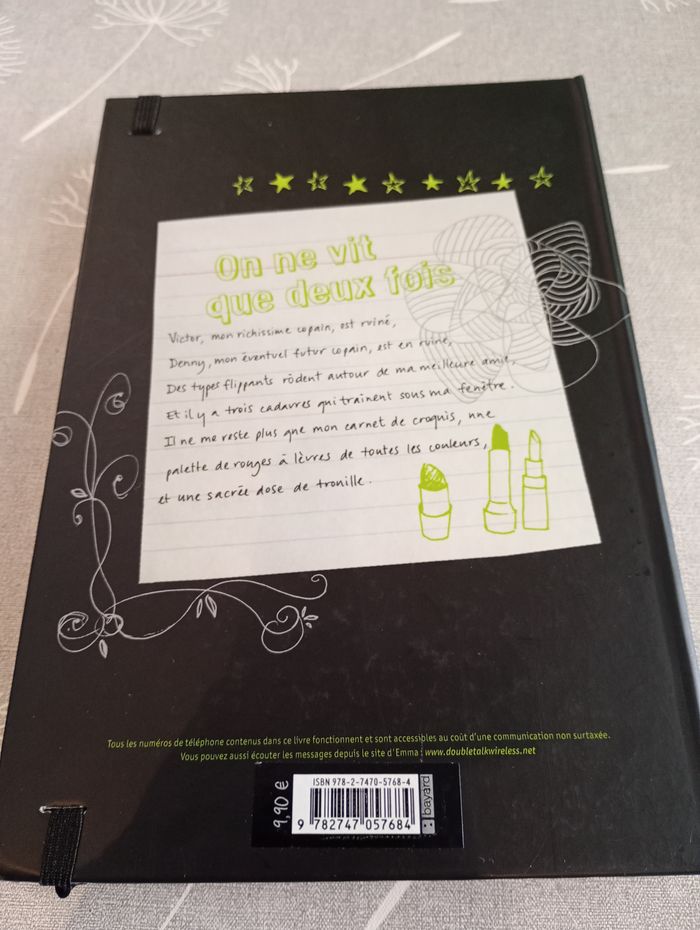 On ne vit
que deux fois
Victor, mon richissime copain, est ruiné,
Denny, mon éventuel futur copain, est en ruine,
Des types flippants rôdent autour de ma meilleure amie,
Et il y a trois cadavres qui traînent sous ma fenêtre.
Il ne me reste plus que mon carnet de croquis, une
palette de rouges à lèvres de toutes les couleurs,
et une sacrée dose de trouille.
Tous les numéros de téléphone contenus dans ce livre fonctionnent et sont accessibles au coût d'une communication non surtaxée.
Vous pouvez aussi écouter les messages depuis le site d'Emma : www.doubletalkwireless.net
9,90 €
ISBN 978-2-7470-5768-4
9 782747 057684
bayard